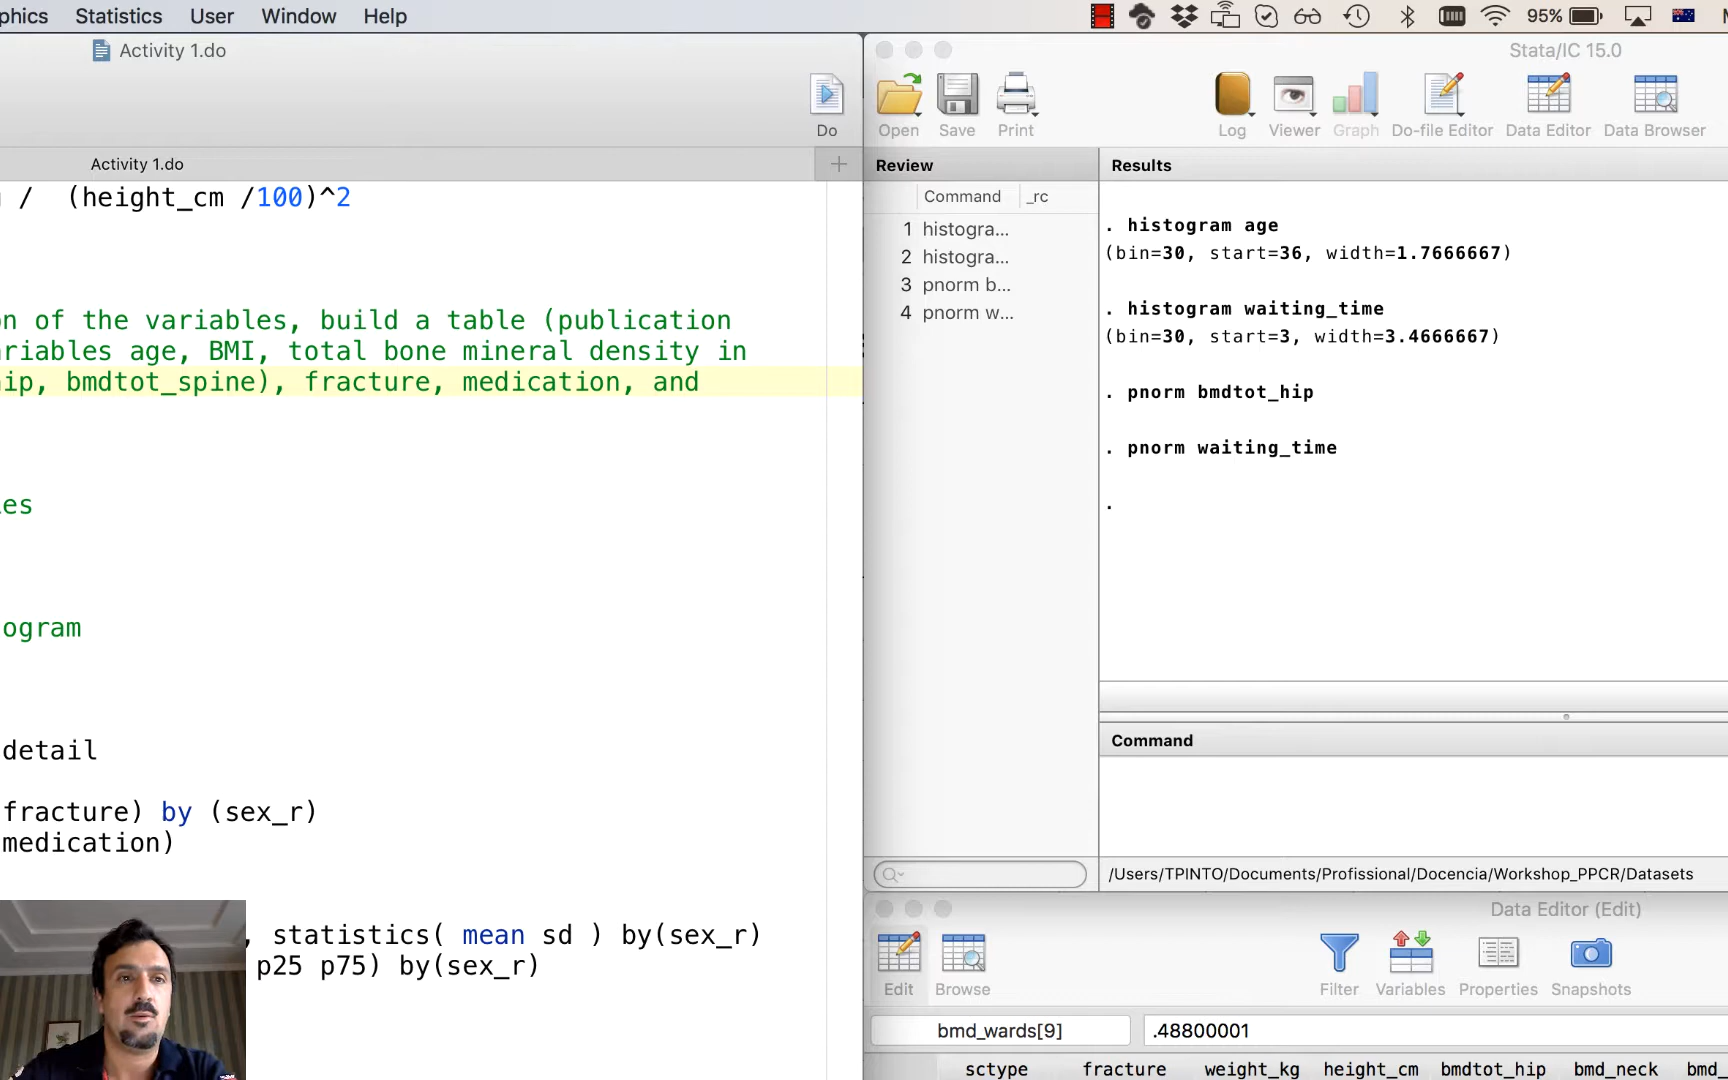 phics Statistics User Window Help 95%
Activity 1.do
Do
Activity 1.do
/ (height_cm /100)^2
on of the variables, build a table (publication
ariables age, BMI, total bone mineral density in
ip, bmdtot_spine), fracture, medication, and
es
ogram
detail
fracture) by (sex_r)
medication)
, statistics( mean sd ) by(sex_r)
p25 p75) by(sex_r)
Stata/IC 15.0
Open Save Print Log Viewer Graph Do-file Editor Data Editor Data Browser
Review
Command _rc
1 histogra...
2 histogra...
3 pnorm b...
4 pnorm w...
Results
. histogram age
(bin=30, start=36, width=1.7666667)
. histogram waiting_time
(bin=30, start=3, width=3.4666667)
. pnorm bmdtot_hip
. pnorm waiting_time
.
Command
/Users/TPINTO/Documents/Profissional/Docencia/Workshop_PPCR/Datasets
Data Editor (Edit)
Edit Browse Filter Variables Properties Snapshots
bmd_wards[9] .48800001
sctype fracture weight_kg height_cm bmdtot_hip bmd_neck bmd_